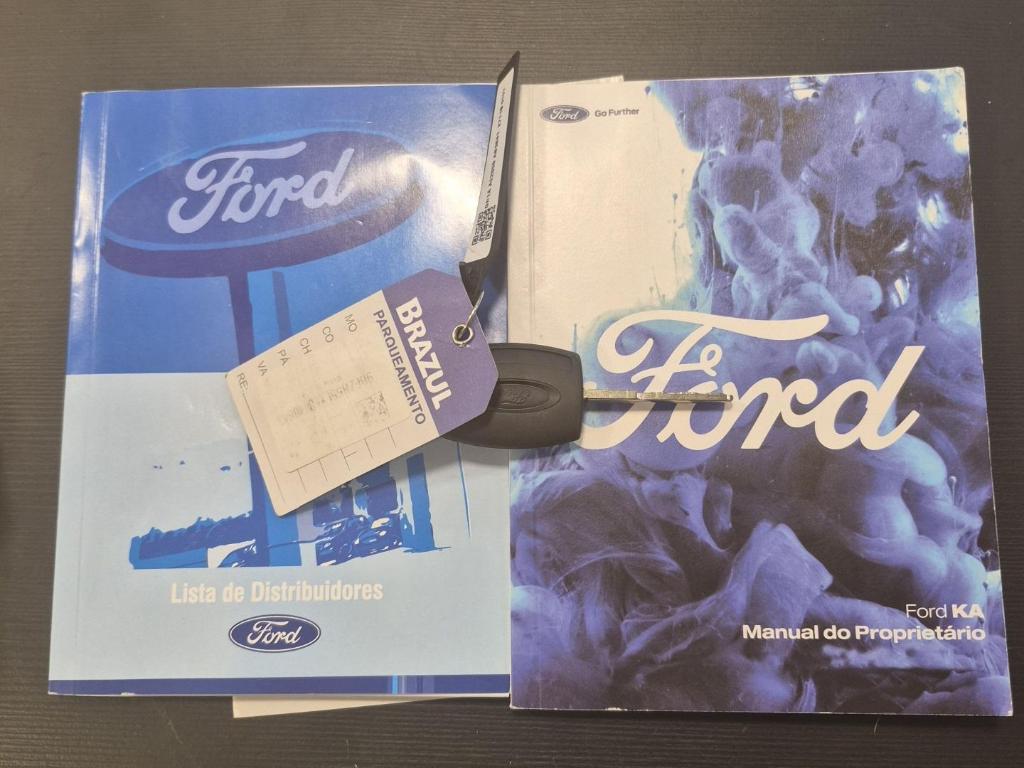 Ford
Lista de Distribuidores
Ford
BRAZUL
PARQUEAMENTO
MO
CO
CH
PÁ
VA
RE:
Ford
Go Further
Ford
Ford KA
Manual do Proprietário